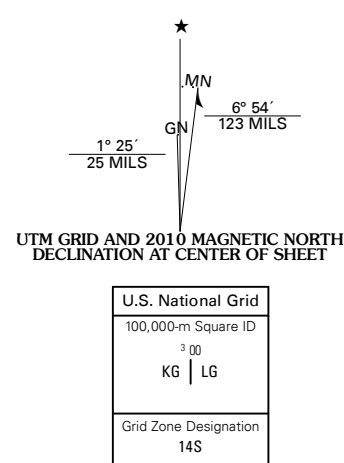 ★
MN
GN
6° 54´
123 MILS
1° 25´
25 MILS
UTM GRID AND 2010 MAGNETIC NORTH
DECLINATION AT CENTER OF SHEET
U.S. National Grid
100,000-m Square ID
3 00
KG LG
Grid Zone Designation
14S